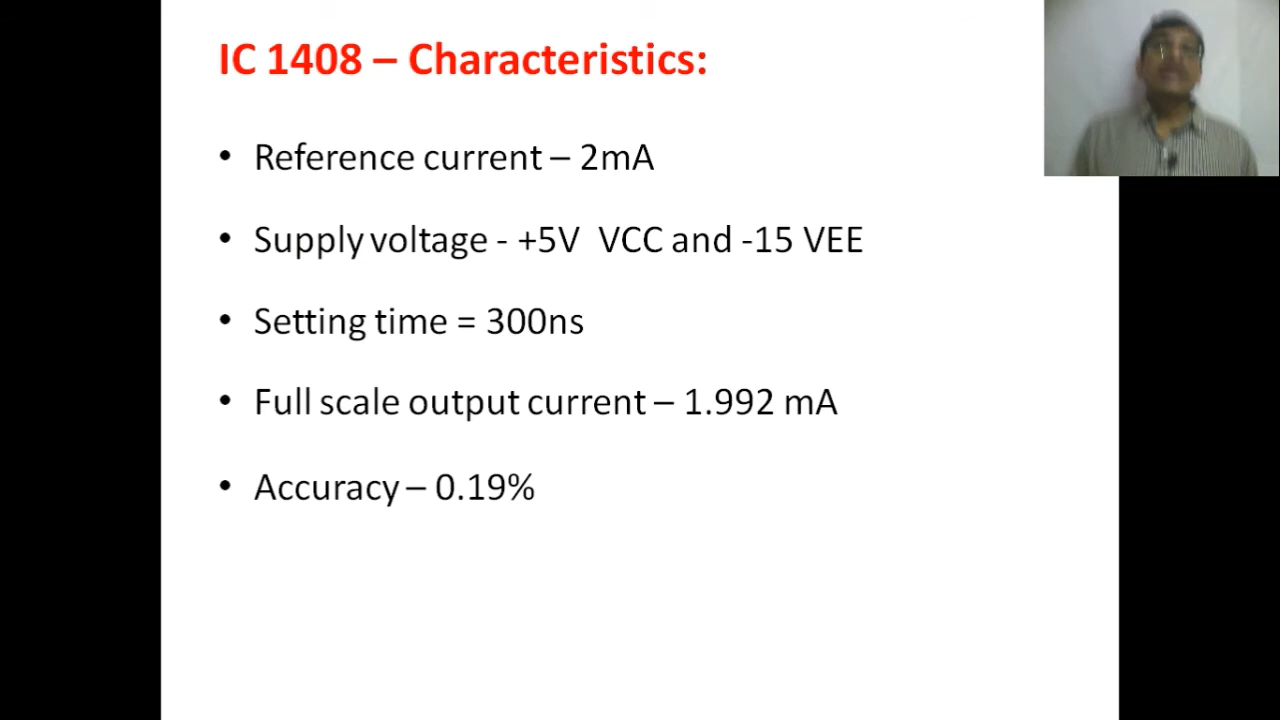 IC 1408 – Characteristics:
• Reference current – 2mA
• Supply voltage - +5V  VCC and -15 VEE
• Setting time = 300ns
• Full scale output current – 1.992 mA
• Accuracy – 0.19%